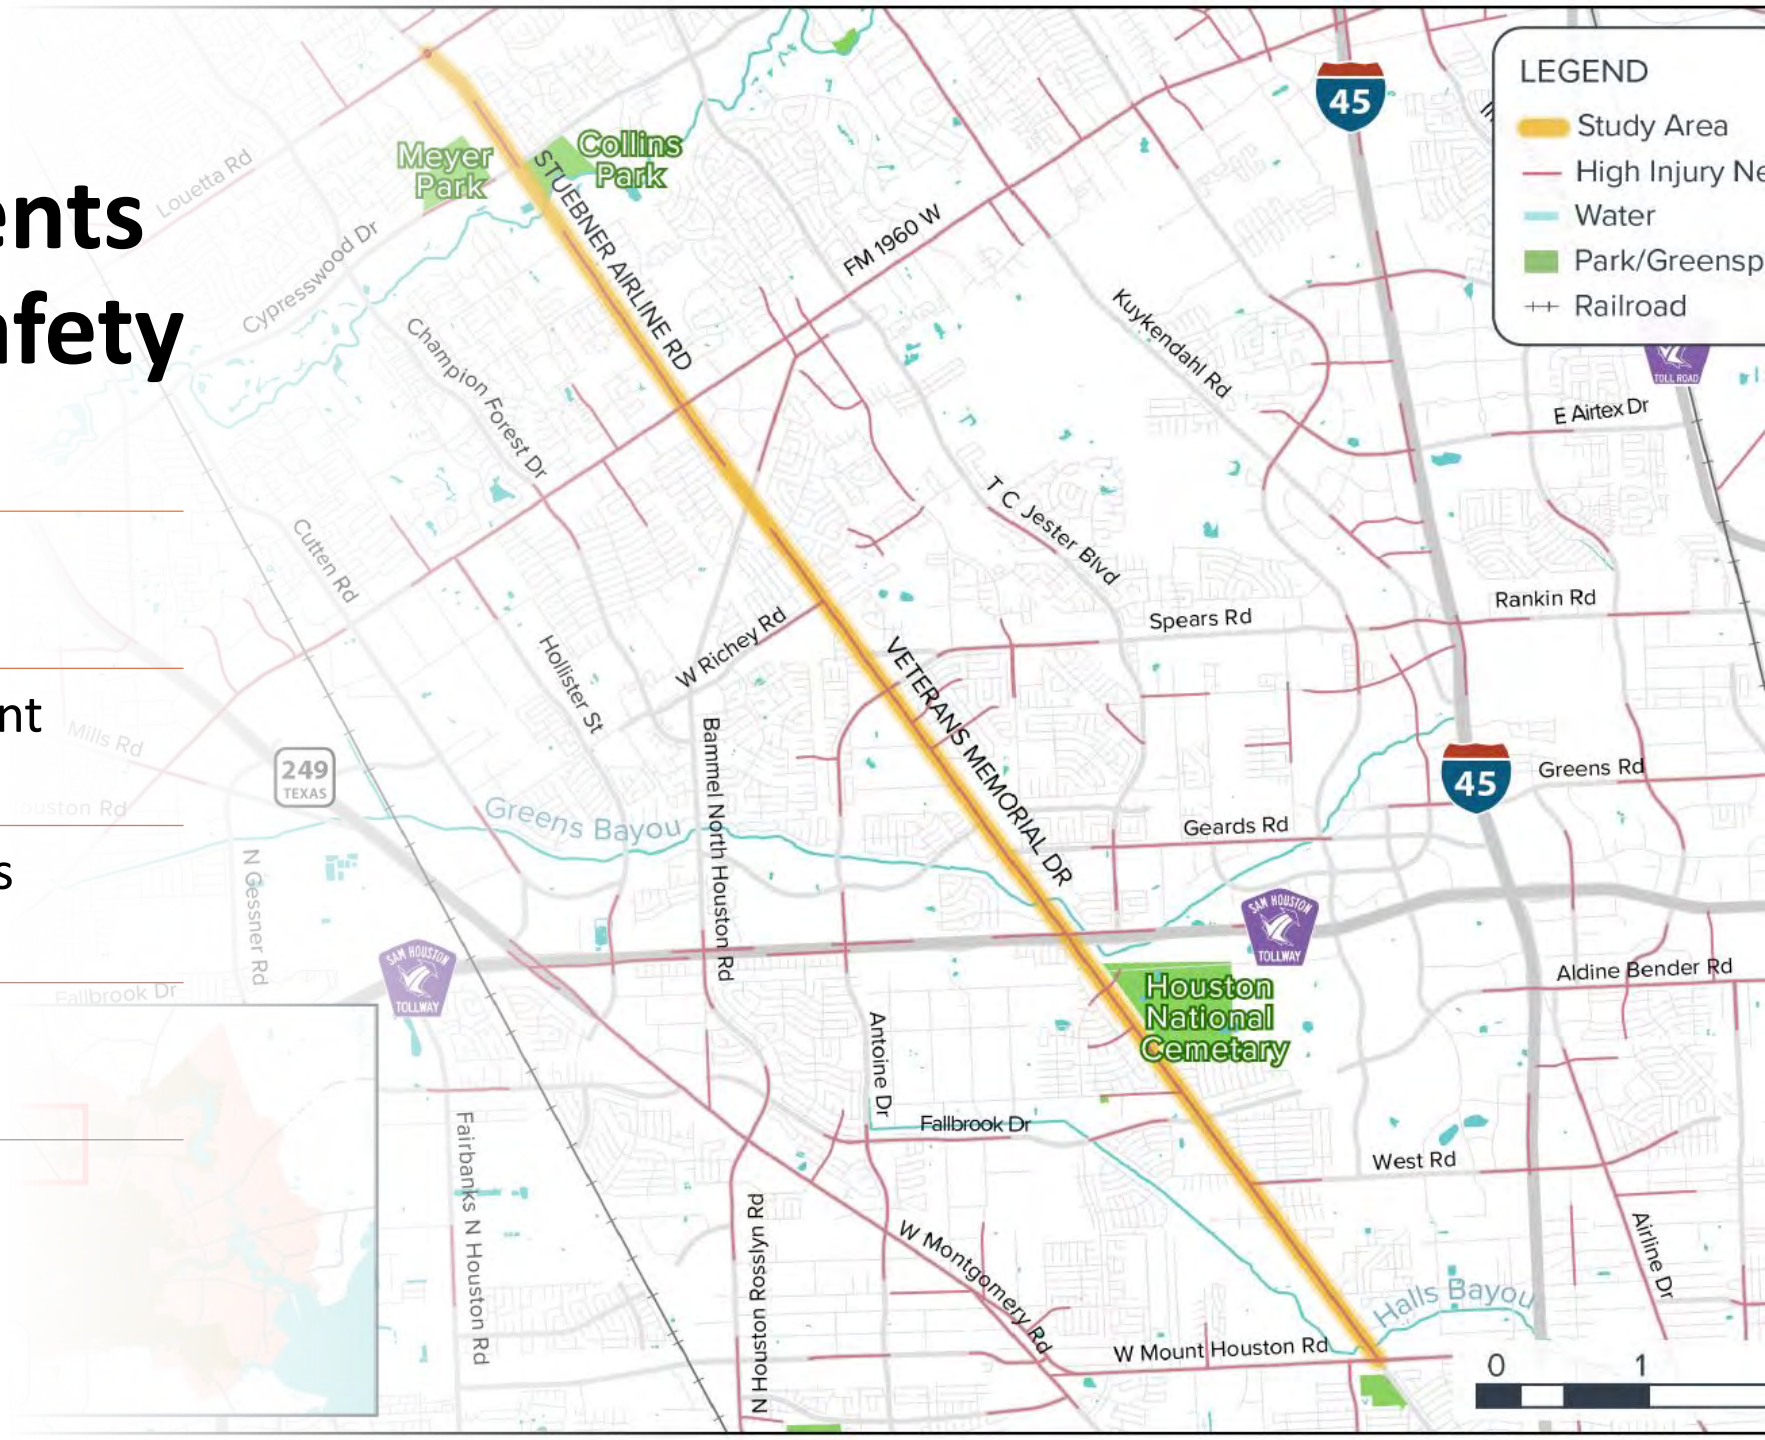 ents
afety
nt
s
LEGEND
Study Area
High Injury Ne
Water
Park/Greensp
Railroad
45
TOLL ROAD
Meyer
Park
Collins
Park
Louetta Rd
Cypresswood Dr
STUEBNER AIRLINE RD
FM 1960 W
Kuykendahl Rd
Champion Forest Dr
E Airtex Dr
T C Jester Blvd
Cutten Rd
Spears Rd
Rankin Rd
W Richey Rd
Hollister St
VETERANS MEMORIAL DR
Mills Rd
249
TEXAS
uston Rd
Greens Bayou
Bammel North Houston Rd
Geards Rd
45
Greens Rd
N Gessner Rd
SAM HOUSTON
TOLLWAY
SAM HOUSTON
TOLLWAY
Aldine Bender Rd
Fallbrook Dr
Houston
National
Cemetary
Antoine Dr
Fallbrook Dr
West Rd
Fairbanks N Houston Rd
N Houston Rosslyn Rd
W Montgomery Rd
Airline Dr
Halls Bayou
W Mount Houston Rd
0 1